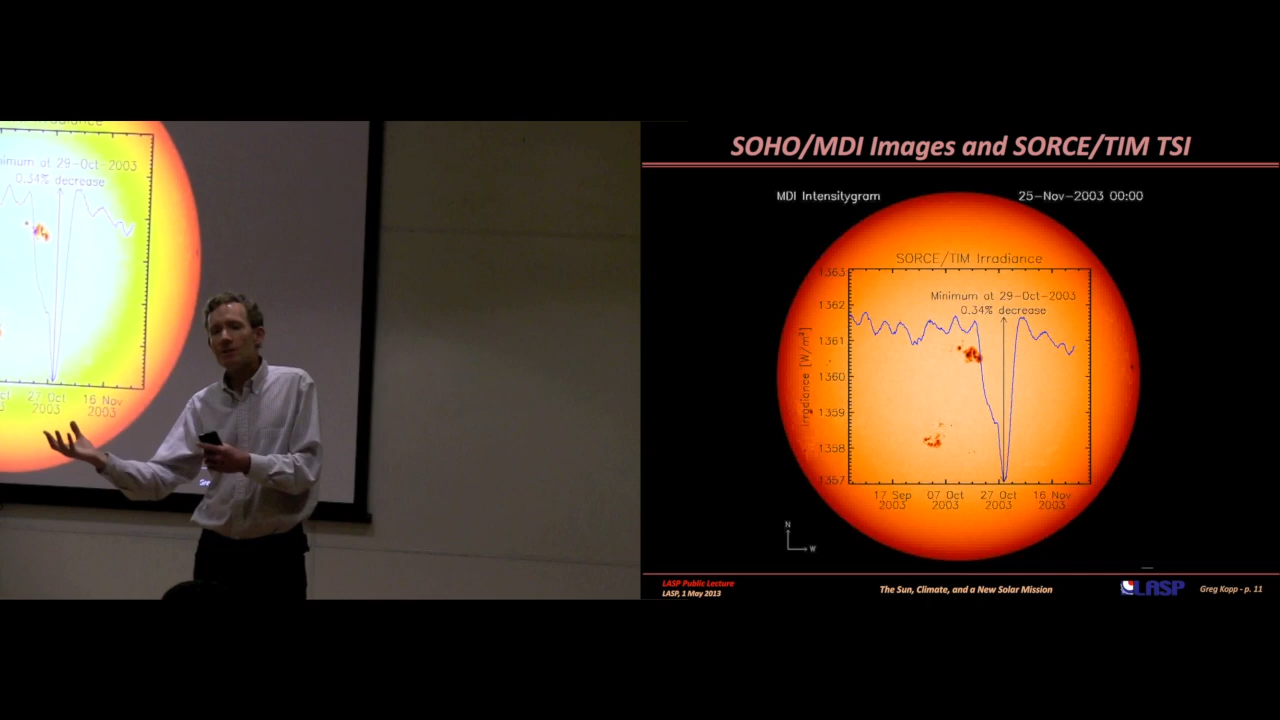 imum at 29-Oct-2003
0.34% decrease
27 Oct
2003
16 Nov
2003
SOHO/MDI Images and SORCE/TIM TSI
MDI Intensitygram
25-Nov-2003 00:00
SORCE/TIM Irradiance
Minimum at 29-Oct-2003
0.34% decrease
Irradiance [W/m²]
1363
1362
1361
1360
1359
1358
1357
17 Sep
2003
07 Oct
2003
27 Oct
2003
16 Nov
2003
N
W
LASP Public Lecture
LASP, 1 May 2013
The Sun, Climate, and a New Solar Mission
LASP
Greg Kopp - p. 11